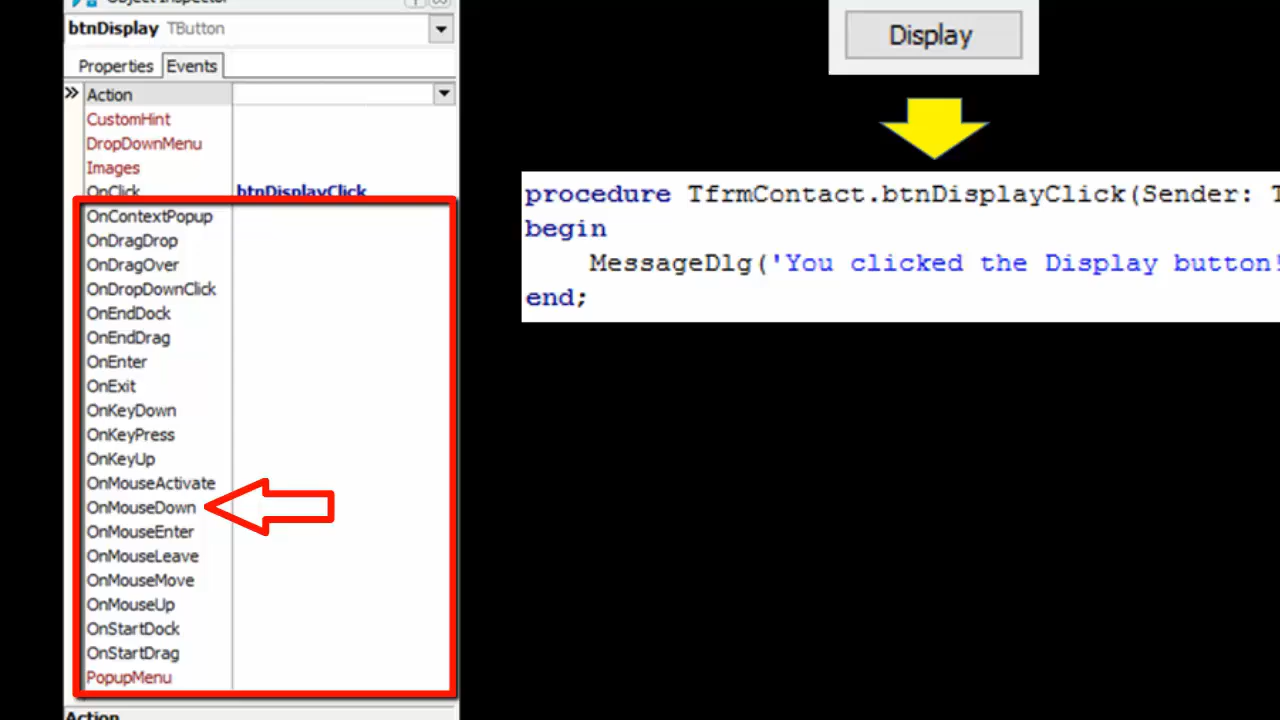 Object Inspector
btnDisplay TButton
Properties Events
Action
CustomHint
DropDownMenu
Images
OnClick btnDisplayClick
OnContextPopup
OnDragDrop
OnDragOver
OnDropDownClick
OnEndDock
OnEndDrag
OnEnter
OnExit
OnKeyDown
OnKeyPress
OnKeyUp
OnMouseActivate
OnMouseDown
OnMouseEnter
OnMouseLeave
OnMouseMove
OnMouseUp
OnStartDock
OnStartDrag
PopupMenu
Action
Display
procedure TfrmContact.btnDisplayClick(Sender: T
begin
MessageDlg('You clicked the Display button!
end;